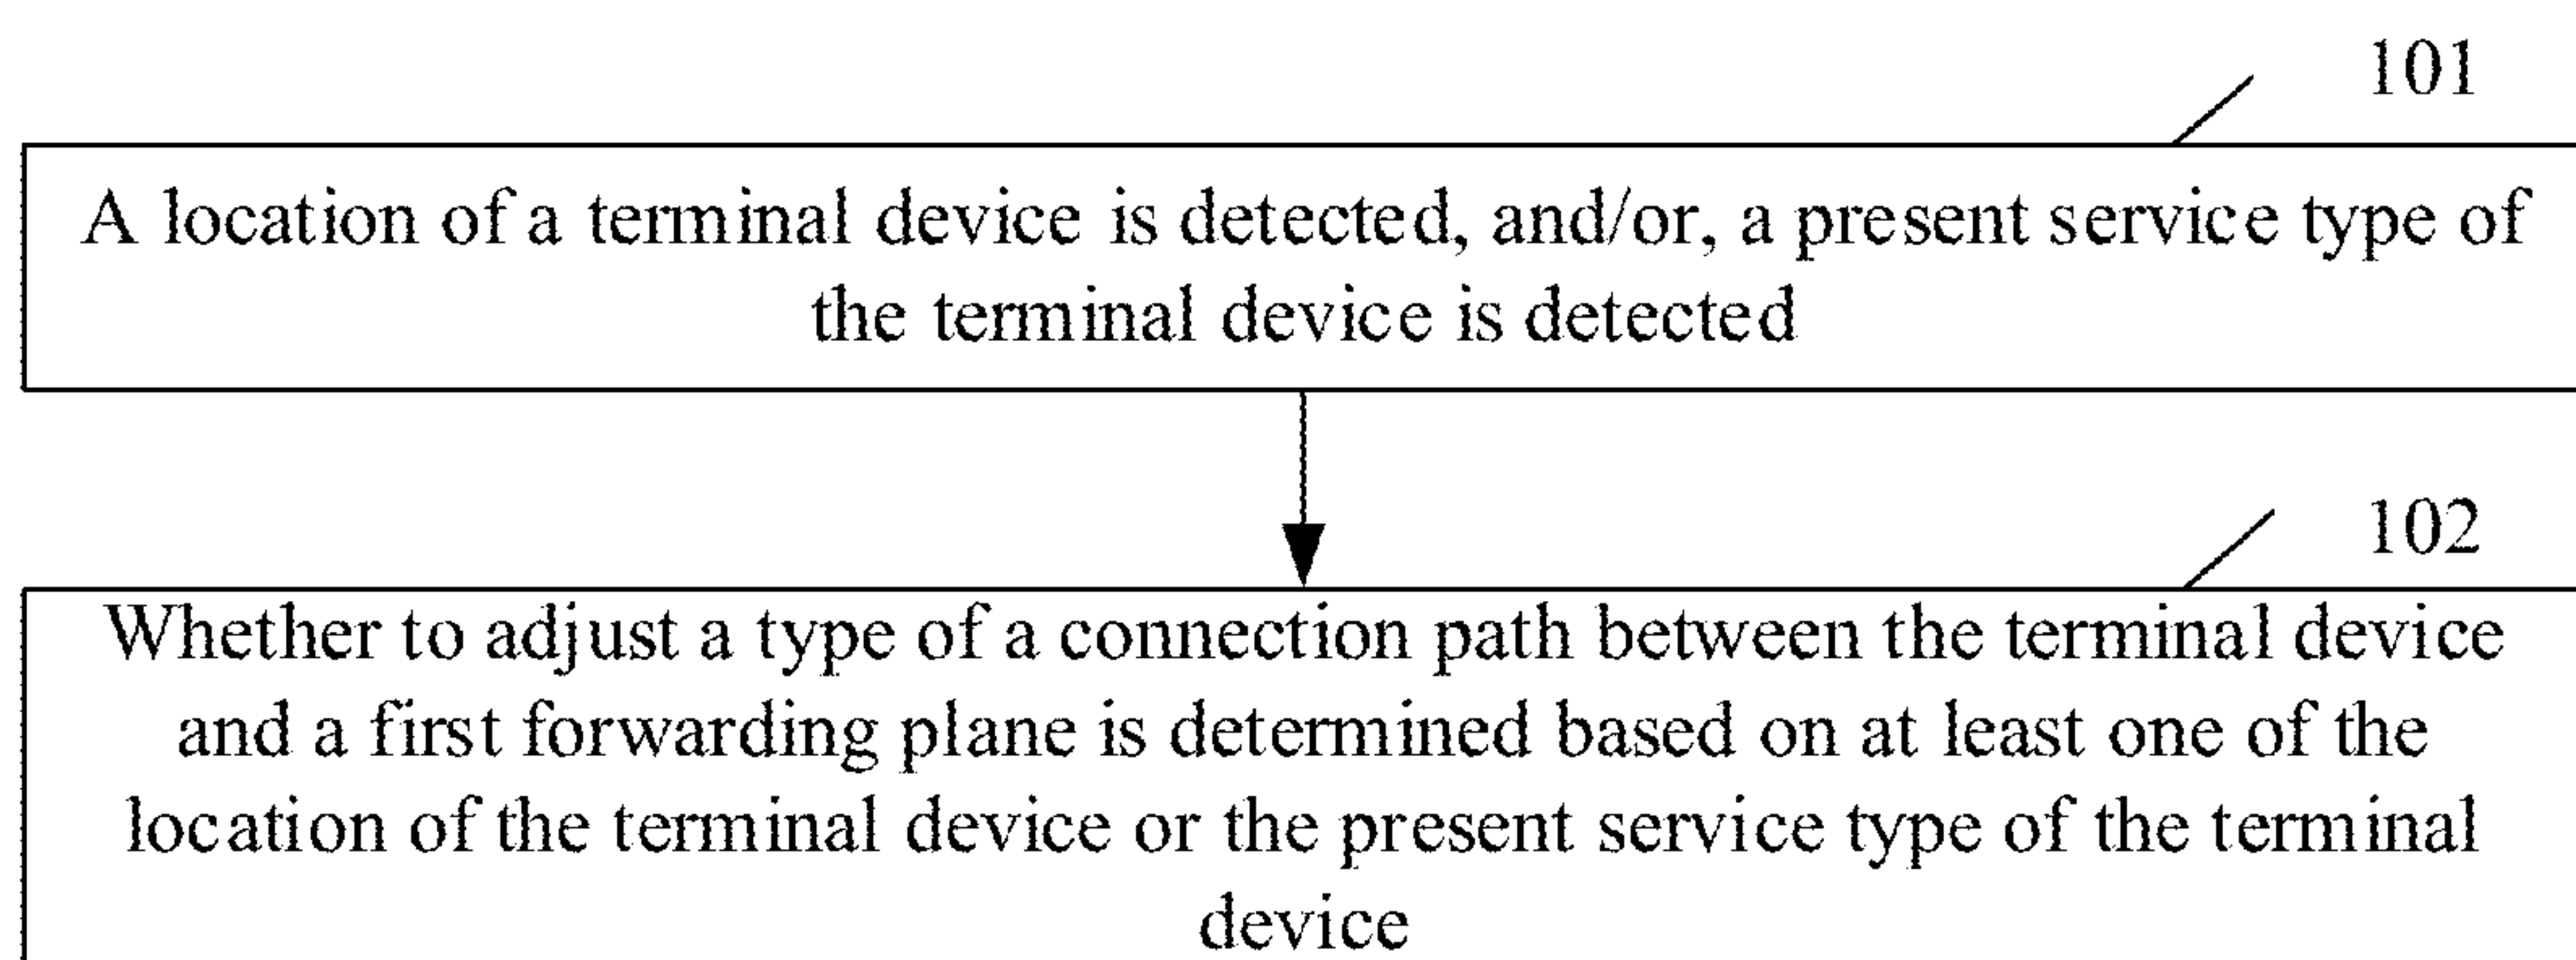 101
A location of a terminal device is detected, and/or, a present service type of
the terminal device is detected
102
Whether to adjust a type of a connection path between the terminal device
and a first forwarding plane is determined based on at least one of the
location of the terminal device or the present service type of the terminal
device